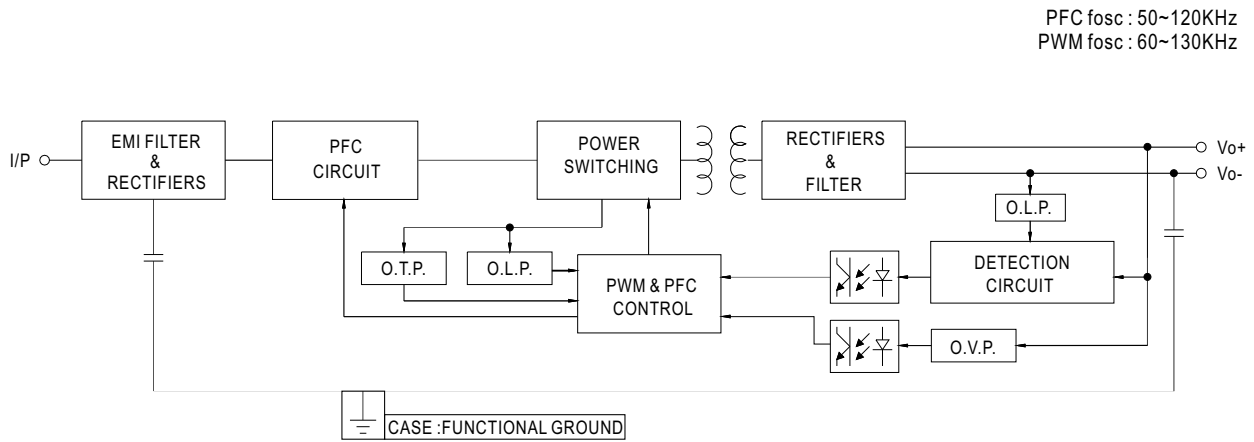 PFC fosc : 50~120KHz
PWM fosc : 60~130KHz
I/P
EMI FILTER
&
RECTIFIERS
PFC
CIRCUIT
POWER
SWITCHING
RECTIFIERS
&
FILTER
Vo+
Vo-
O.L.P.
O.T.P.
O.L.P.
PWM & PFC
CONTROL
DETECTION
CIRCUIT
O.V.P.
CASE :FUNCTIONAL GROUND